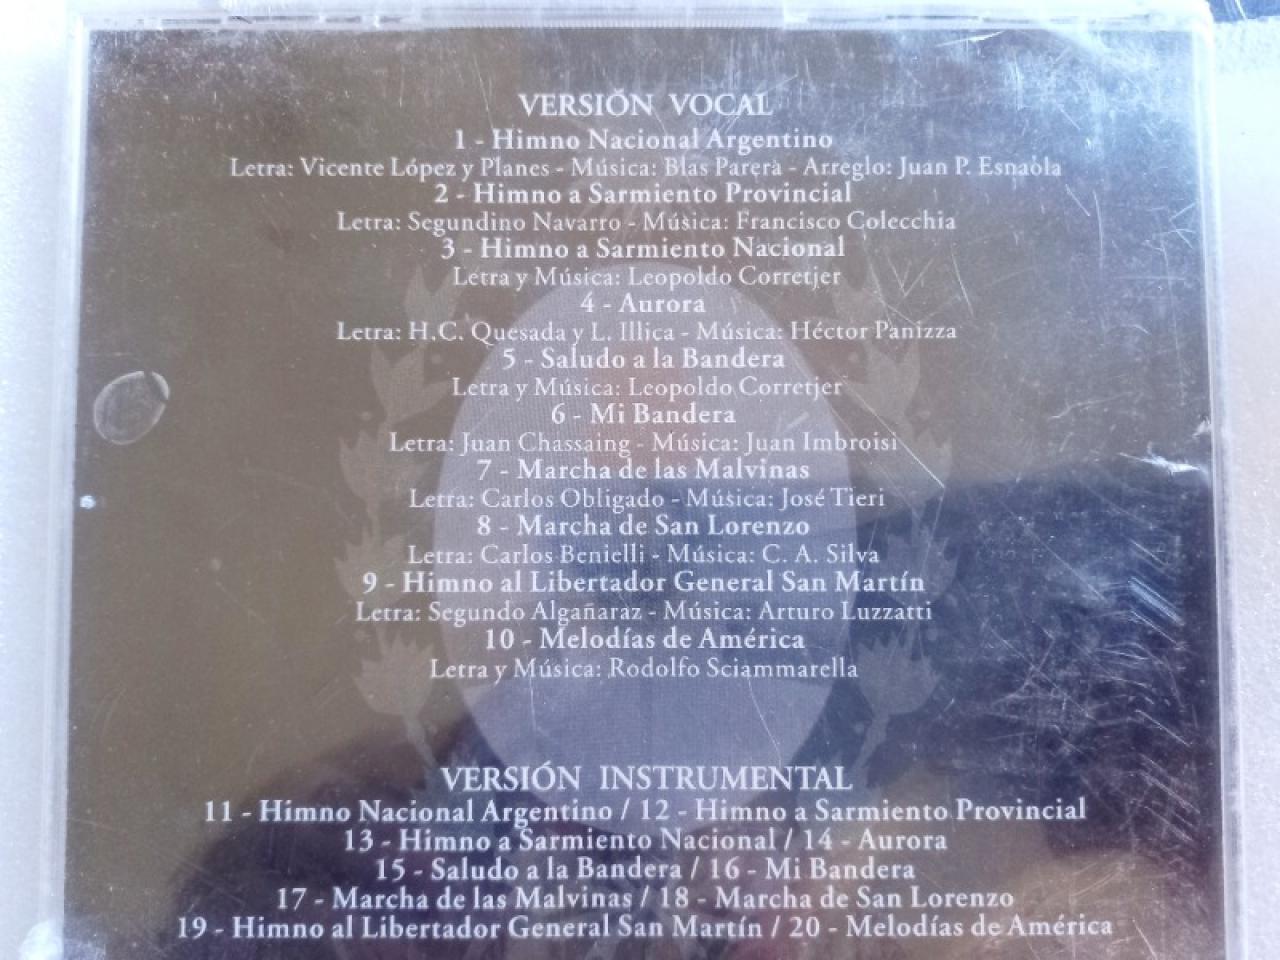 VERSIÓN VOCAL
1 - Himno Nacional Argentino
Letra: Vicente López y Planes - Música: Blas Parera - Arreglo: Juan P. Esnaola
2 - Himno a Sarmiento Provincial
Letra: Segundino Navarro - Música: Francisco Colecchia
3 - Himno a Sarmiento Nacional
Letra y Música: Leopoldo Corretjer
4 - Aurora
Letra: H.C. Quesada y L. Illica - Música: Héctor Panizza
5 - Saludo a la Bandera
Letra y Música: Leopoldo Corretjer
6 - Mi Bandera
Letra: Juan Chassaing - Música: Juan Imbroisi
7 - Marcha de las Malvinas
Letra: Carlos Obligado - Música: José Tieri
8 - Marcha de San Lorenzo
Letra: Carlos Benielli - Música: C. A. Silva
9 - Himno al Libertador General San Martín
Letra: Segundo Algañaraz - Música: Arturo Luzzatti
10 - Melodías de América
Letra y Música: Rodolfo Sciammarella
VERSIÓN INSTRUMENTAL
11 - Himno Nacional Argentino / 12 - Himno a Sarmiento Provincial
13 - Himno a Sarmiento Nacional / 14 - Aurora
15 - Saludo a la Bandera / 16 - Mi Bandera
17 - Marcha de las Malvinas / 18 - Marcha de San Lorenzo
19 - Himno al Libertador General San Martín / 20 - Melodías de América